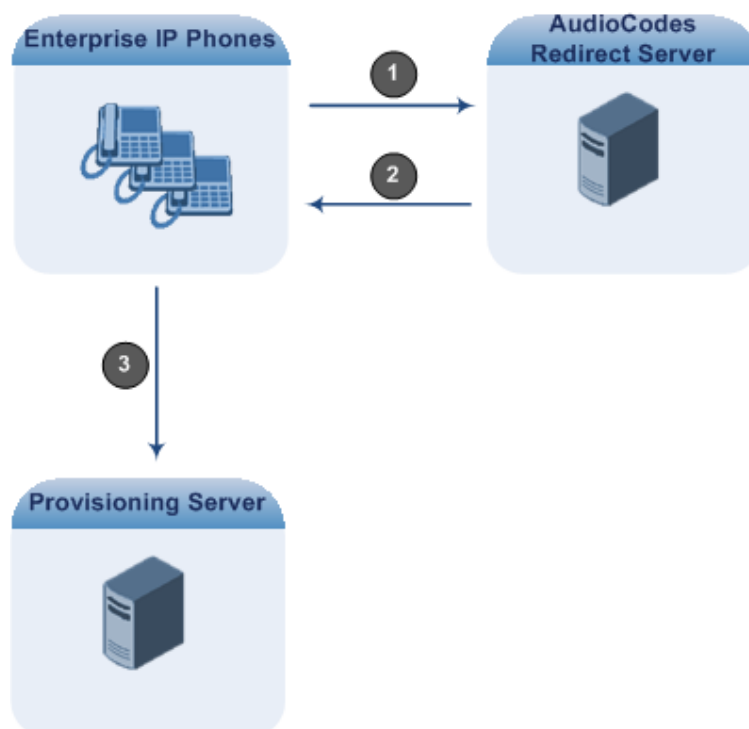 Enterprise IP Phones
AudioCodes
Redirect Server
1
2
3
Provisioning Server